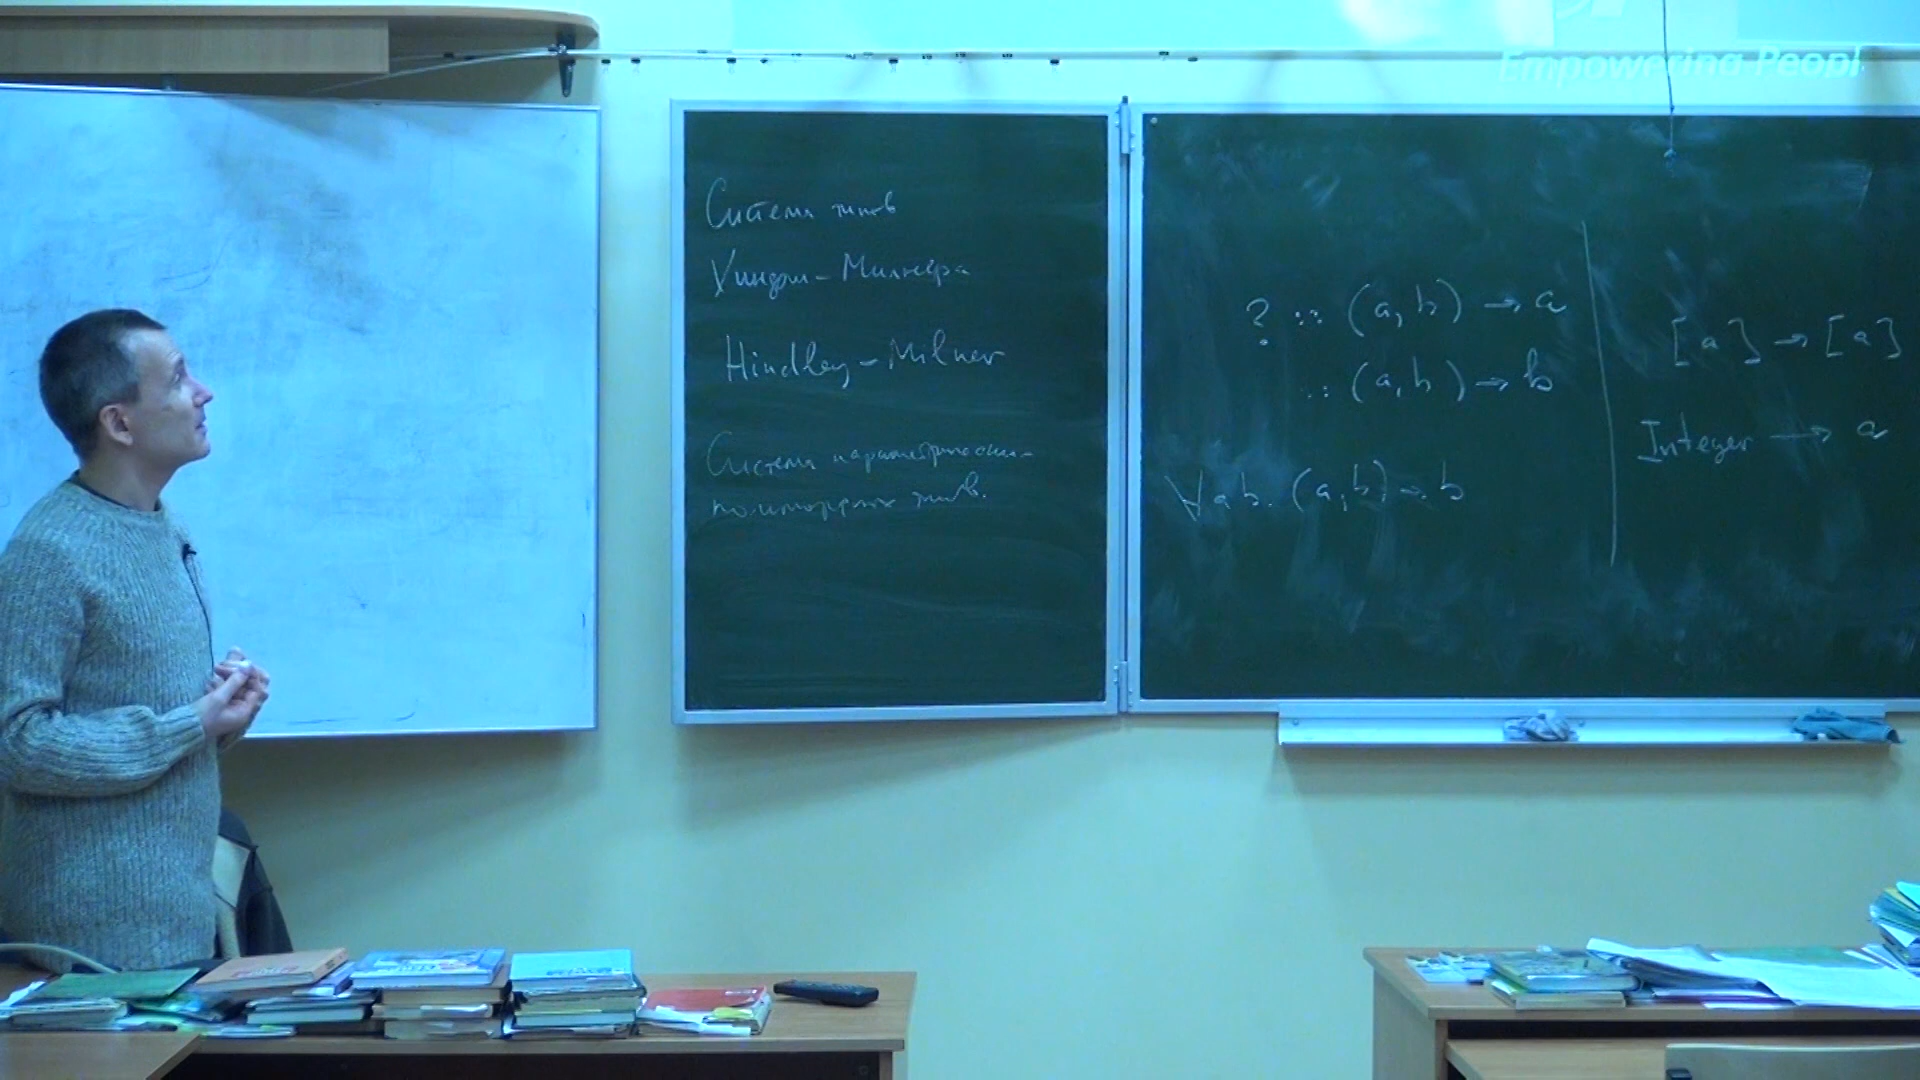 Empowering Peopl
Система типов
Хиндли-Милнера
Hindley-Milner
Система параметрически-
полиморфных типов.
? :: (a, b) → a
:: (a, b) → b
∀ a b. (a, b) → b
[a] → [a]
Integer → a